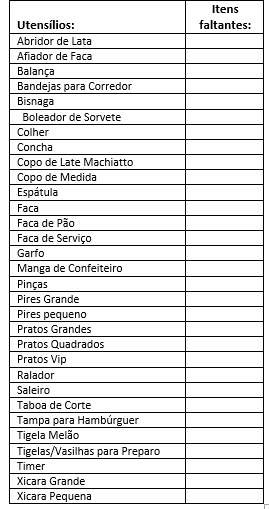 Utensílios:
Itens
faltantes:
Abridor de Lata
Afiador de Faca
Balança
Bandejas para Corredor
Bisnaga
Boleador de Sorvete
Colher
Concha
Copo de Late Machiatto
Copo de Medida
Espátula
Faca
Faca de Pão
Faca de Serviço
Garfo
Manga de Confeiteiro
Pinças
Pires Grande
Pires pequeno
Pratos Grandes
Pratos Quadrados
Pratos Vip
Ralador
Saleiro
Taboa de Corte
Tampa para Hambúrguer
Tigela Melão
Tigelas/Vasilhas para Preparo
Timer
Xicara Grande
Xicara Pequena